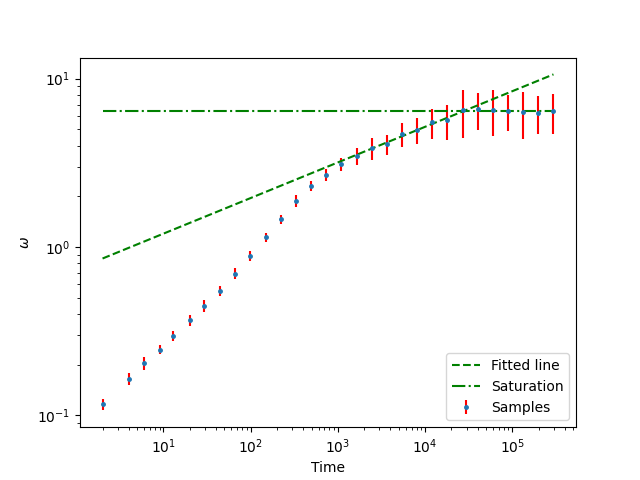 10¹
10⁰
10⁻¹
ω
10¹ 10² 10³ 10⁴ 10⁵
Time
Fitted line
Saturation
Samples